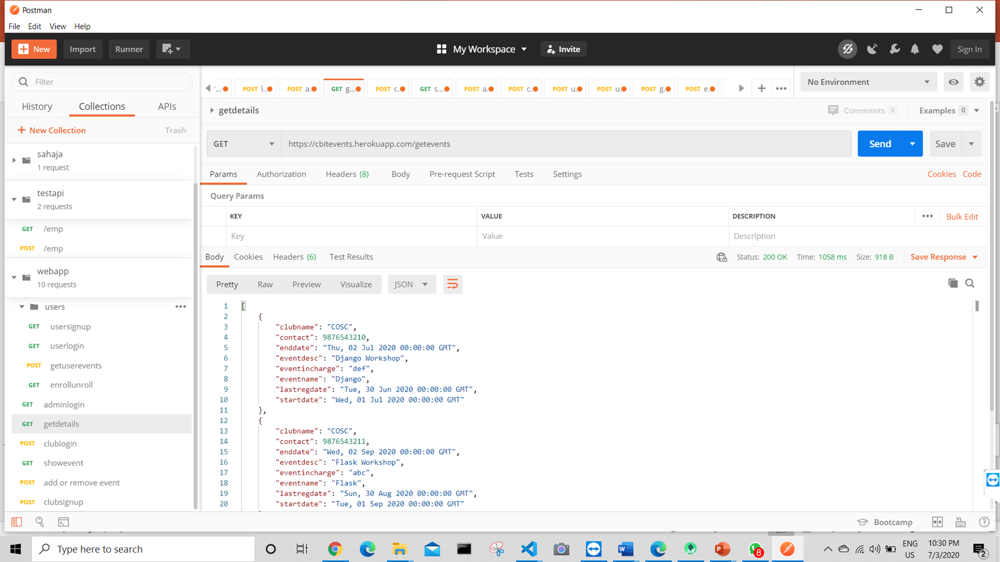 Postman
File Edit View Help
New Import Runner My Workspace Invite Sign In
Filter
History Collections APIs
New Collection Trash
sahaja
1 request
testapi
2 requests
GET /emp
POST /emp
webapp
10 requests
users
GET usersignup
GET userlogin
POST getuserevents
GET enrollunroll
GET adminlogin
GET getdetails
POST clublogin
GET showevent
POST add or remove event
POST clubsignup
POST l... POST a... GET g... POST c... GET s... POST a... POST c... POST u... POST u... POST g... POST e...
No Environment
getdetails Comments 0 Examples 0
GET https://cbitevents.herokuapp.com/getevents Send Save
Params Authorization Headers (8) Body Pre-request Script Tests Settings Cookies Code
Query Params
KEY VALUE DESCRIPTION Bulk Edit
Key Value Description
Body Cookies Headers (6) Test Results Status: 200 OK Time: 1058 ms Size: 918 B Save Response
Pretty Raw Preview Visualize JSON
1 [
2 {
3 "clubname": "COSC",
4 "contact": 9876543210,
5 "enddate": "Thu, 02 Jul 2020 00:00:00 GMT",
6 "eventdesc": "Django Workshop",
7 "eventincharge": "def",
8 "eventname": "Django",
9 "lastregdate": "Tue, 30 Jun 2020 00:00:00 GMT",
10 "startdate": "Wed, 01 Jul 2020 00:00:00 GMT"
11 },
12 {
13 "clubname": "COSC",
14 "contact": 9876543211,
15 "enddate": "Wed, 02 Sep 2020 00:00:00 GMT",
16 "eventdesc": "Flask Workshop",
17 "eventincharge": "abc",
18 "eventname": "Flask",
19 "lastregdate": "Sun, 30 Aug 2020 00:00:00 GMT",
20 "startdate": "Tue, 01 Sep 2020 00:00:00 GMT"
Bootcamp
Type here to search
8
ENG
US
10:30 PM
7/3/2020
2